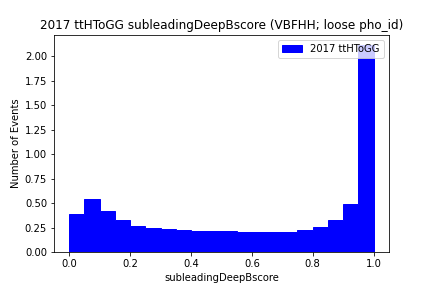 2017 ttHToGG subleadingDeepBscore (VBFHH; loose pho_id)
2017 ttHToGG
Number of Events
2.00
1.75
1.50
1.25
1.00
0.75
0.50
0.25
0.00
0.0 0.2 0.4 0.6 0.8 1.0
subleadingDeepBscore